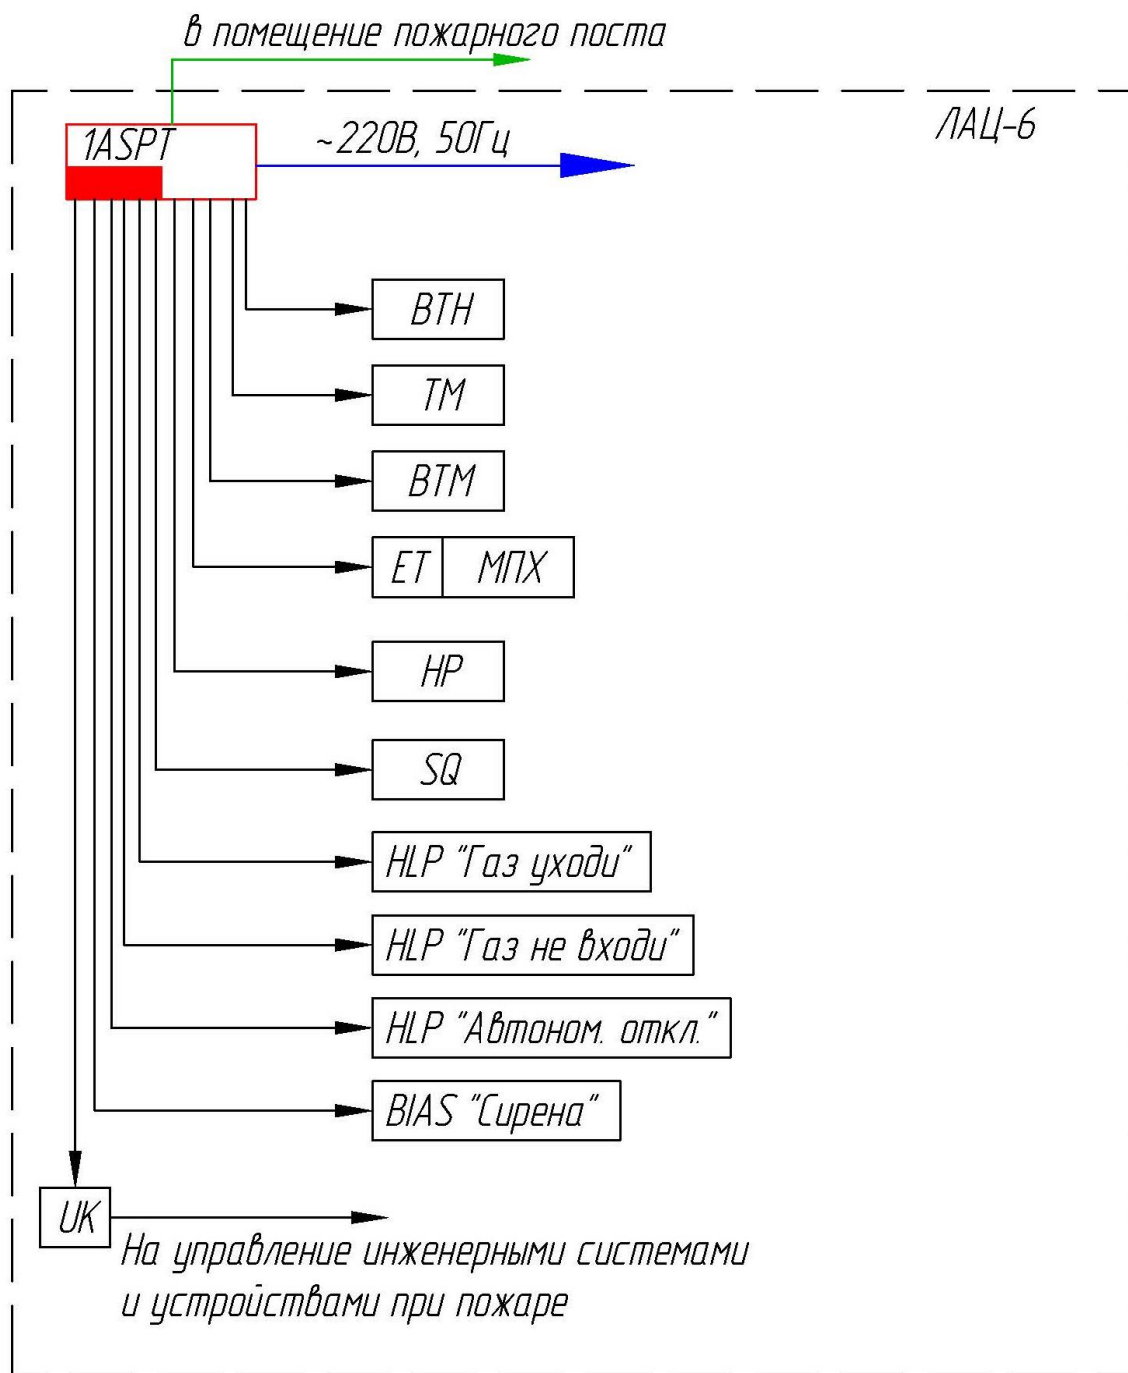 в помещение пожарного поста
ЛАЦ-6
1ASPT
~220В, 50Гц
BTH
TM
BTM
ET МПХ
HP
SQ
HLP "Газ уходи"
HLP "Газ не входи"
HLP "Автоном. откл."
BIAS "Сирена"
UK
На управление инженерными системами
и устройствами при пожаре